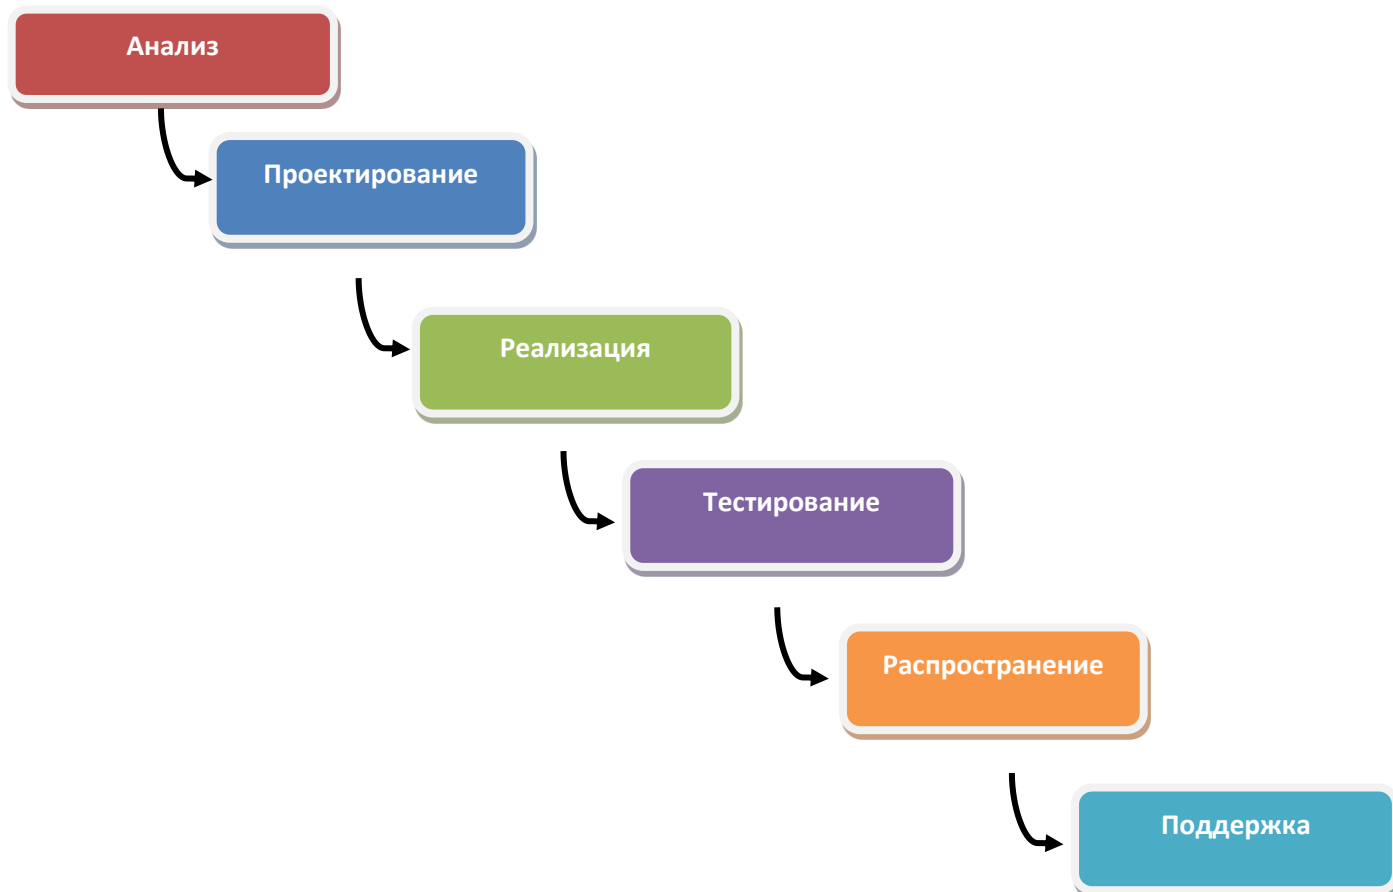 Анализ
Проектирование
Реализация
Тестирование
Распространение
Поддержка